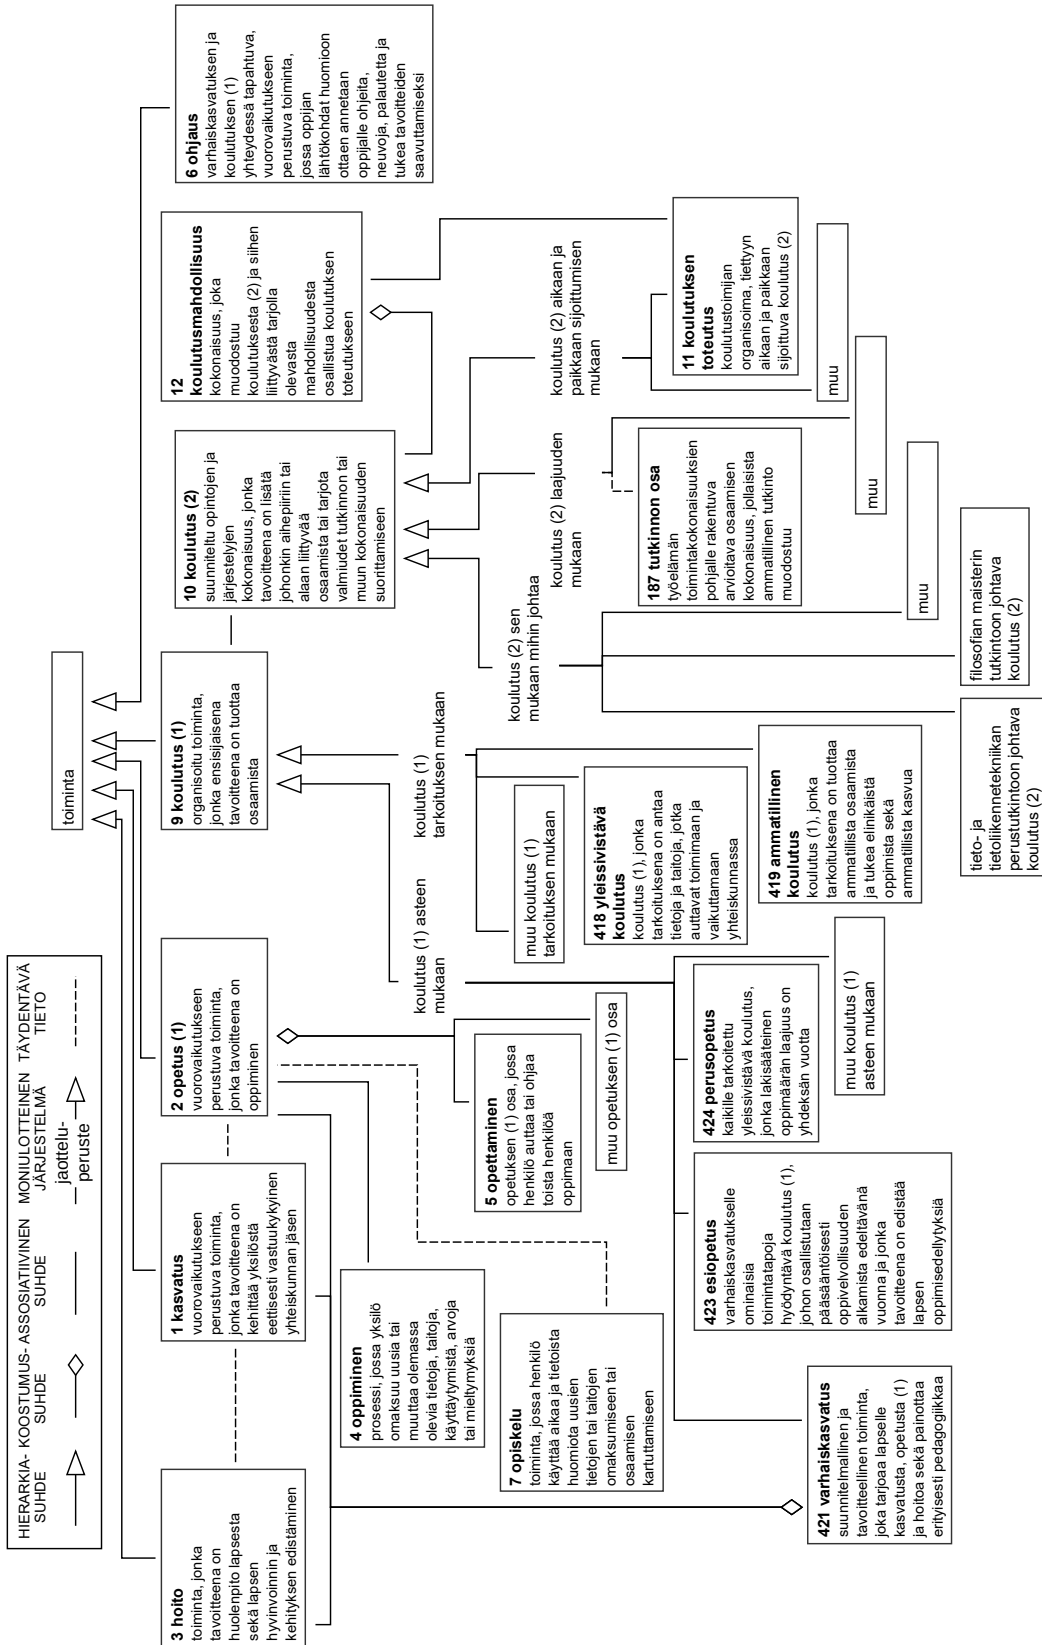 HIERARKIA- KOOSTUMUS- ASSOSIATIIVINEN MONIULOTTEINEN TÄYDENTÄVÄ
SUHDE SUHDE SUHDE JÄRJESTELMÄ TIETO
jaottelu-
peruste
toiminta
3 hoito
toiminta, jonka
tavoitteena on
huolenpito lapsesta
sekä lapsen
hyvinvoinnin ja
kehityksen edistäminen
1 kasvatus
vuorovaikutukseen
perustuva toiminta,
jonka tavoitteena on
kehittää yksilöstä
eettisesti vastuukykyinen
yhteiskunnan jäsen
2 opetus (1)
vuorovaikutukseen
perustuva toiminta,
jonka tavoitteena on
oppiminen
9 koulutus (1)
organisoitu toiminta,
jonka ensisijaisena
tavoitteena on tuottaa
osaamista
10 koulutus (2)
suunniteltu opintojen ja
järjestelyjen
kokonaisuus, jonka
tavoitteena on lisätä
johonkin aihepiiriin tai
alaan liittyvää
osaamista tai tarjota
valmiudet tutkinnon tai
muun kokonaisuuden
suorittamiseen
12
koulutusmahdollisuus
kokonaisuus, joka
muodostuu
koulutuksesta (2) ja siihen
liittyvästä tarjolla
olevasta
mahdollisuudesta
osallistua koulutuksen
toteutukseen
6 ohjaus
varhaiskasvatuksen ja
koulutuksen (1)
yhteydessä tapahtuva,
vuorovaikutukseen
perustuva toiminta,
jossa oppijan
lähtökohdat huomioon
ottaen annetaan
oppijalle ohjeita,
neuvoja, palautetta ja
tukea tavoitteiden
saavuttamiseksi
4 oppiminen
prosessi, jossa yksilö
omaksuu uusia tai
muuttaa olemassa
olevia tietoja, taitoja,
käyttäytymistä, arvoja
tai mieltymyksiä
7 opiskelu
toiminta, jossa henkilö
käyttää aikaa ja tietoista
huomiota uusien
tietojen tai taitojen
omaksumiseen tai
osaamisen
kartuttamiseen
5 opettaminen
opetuksen (1) osa, jossa
henkilö auttaa tai ohjaa
toista henkilöä
oppimaan
muu opetuksen (1) osa
koulutus (1) asteen
mukaan
koulutus (1)
tarkoituksen mukaan
koulutus (2) sen
mukaan mihin johtaa
koulutus (2) laajuuden
mukaan
koulutus (2) aikaan ja
paikkaan sijoittumisen
mukaan
muu koulutus (1)
tarkoituksen mukaan
418 yleissivistävä
koulutus
koulutus (1), jonka
tarkoituksena on antaa
tietoja ja taitoja, jotka
auttavat toimimaan ja
vaikuttamaan
yhteiskunnassa
419 ammatillinen
koulutus
koulutus (1), jonka
tarkoituksena on tuottaa
ammatillista osaamista
ja tukea elinikäistä
oppimista sekä
ammatillista kasvua
187 tutkinnon osa
työelämän
toimintakokonaisuuksien
pohjalle rakentuva
arvioitava osaamisen
kokonaisuus, jollaisista
ammatillinen tutkinto
muodostuu
11 koulutuksen
toteutus
koulutustoimijan
organisoima, tiettyyn
aikaan ja paikkaan
sijoittuva koulutus (2)
muu
muu
muu
421 varhaiskasvatus
suunnitelmallinen ja
tavoitteellinen toiminta,
joka tarjoaa lapselle
kasvatusta, opetusta (1)
ja hoitoa sekä painottaa
erityisesti pedagogiikkaa
423 esiopetus
varhaiskasvatukselle
ominaisia
toimintatapoja
hyödyntävä koulutus (1),
johon osallistutaan
pääsääntöisesti
oppivelvollisuuden
alkamista edeltävänä
vuonna ja jonka
tavoitteena on edistää
lapsen
oppimisedellytyksiä
424 perusopetus
kaikille tarkoitettu
yleissivistävä koulutus,
jonka lakisääteinen
oppimäärän laajuus on
yhdeksän vuotta
muu koulutus (1)
asteen mukaan
tieto- ja
tietoliikennetekniikan
perustutkintoon johtava
koulutus (2)
filosofian maisterin
tutkintoon johtava
koulutus (2)